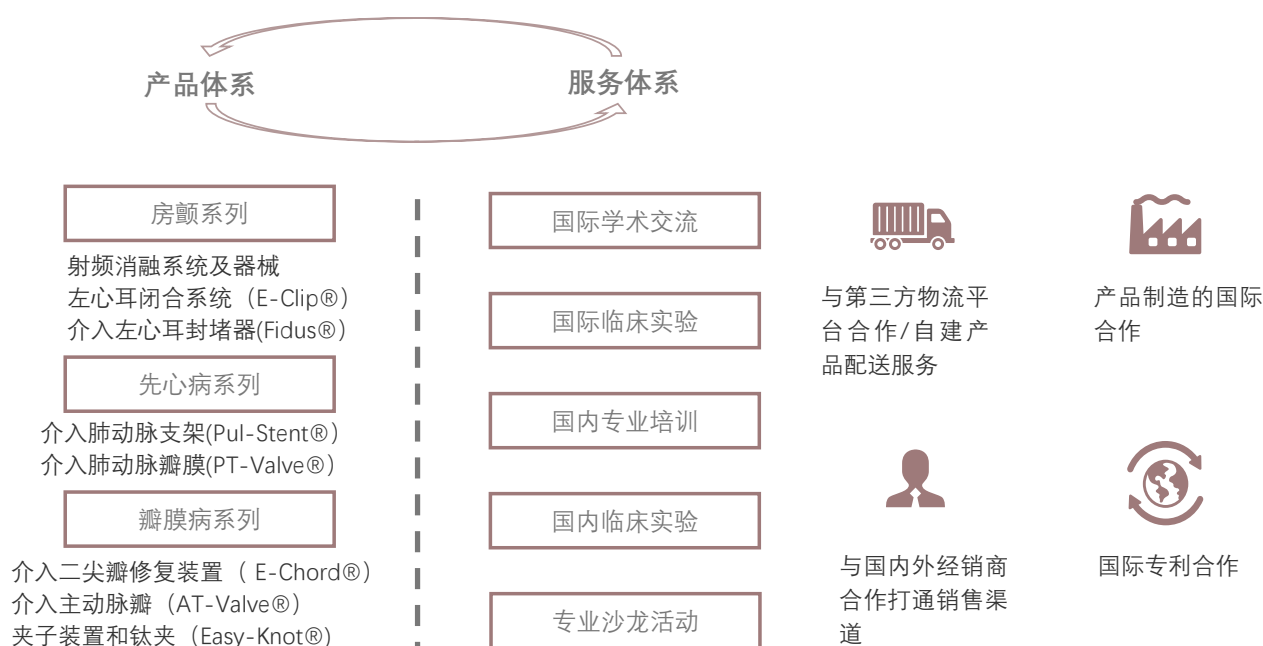 产品体系
服务体系
房颤系列
射频消融系统及器械
左心耳闭合系统（E-Clip®）
介入左心耳封堵器(Fidus®)
先心病系列
介入肺动脉支架(Pul-Stent®)
介入肺动脉瓣膜(PT-Valve®)
瓣膜病系列
介入二尖瓣修复装置（ E-Chord®)
介入主动脉瓣（AT-Valve®)
夹子装置和钛夹（Easy-Knot®)
国际学术交流
国际临床实验
国内专业培训
国内临床实验
专业沙龙活动
与第三方物流平
台合作/自建产
品配送服务
产品制造的国际
合作
与国内外经销商
合作打通销售渠
道
国际专利合作